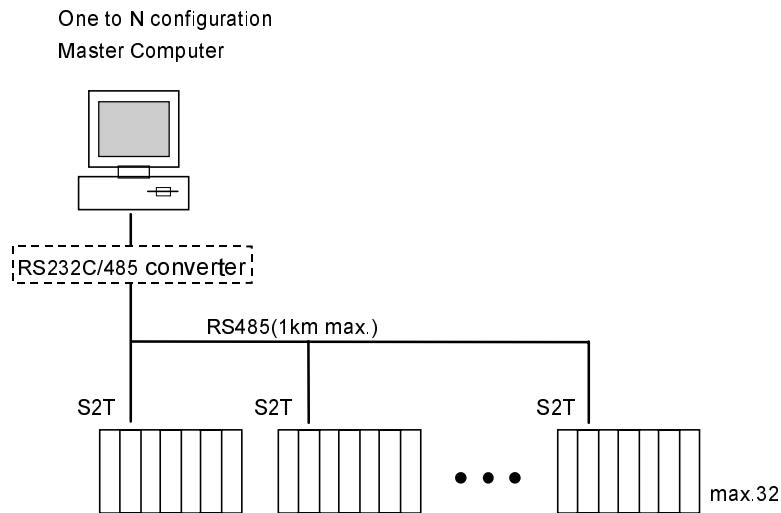 One to N configuration
Master Computer
RS232C/485 converter
RS485(1km max.)
S2T
S2T
S2T
max.32